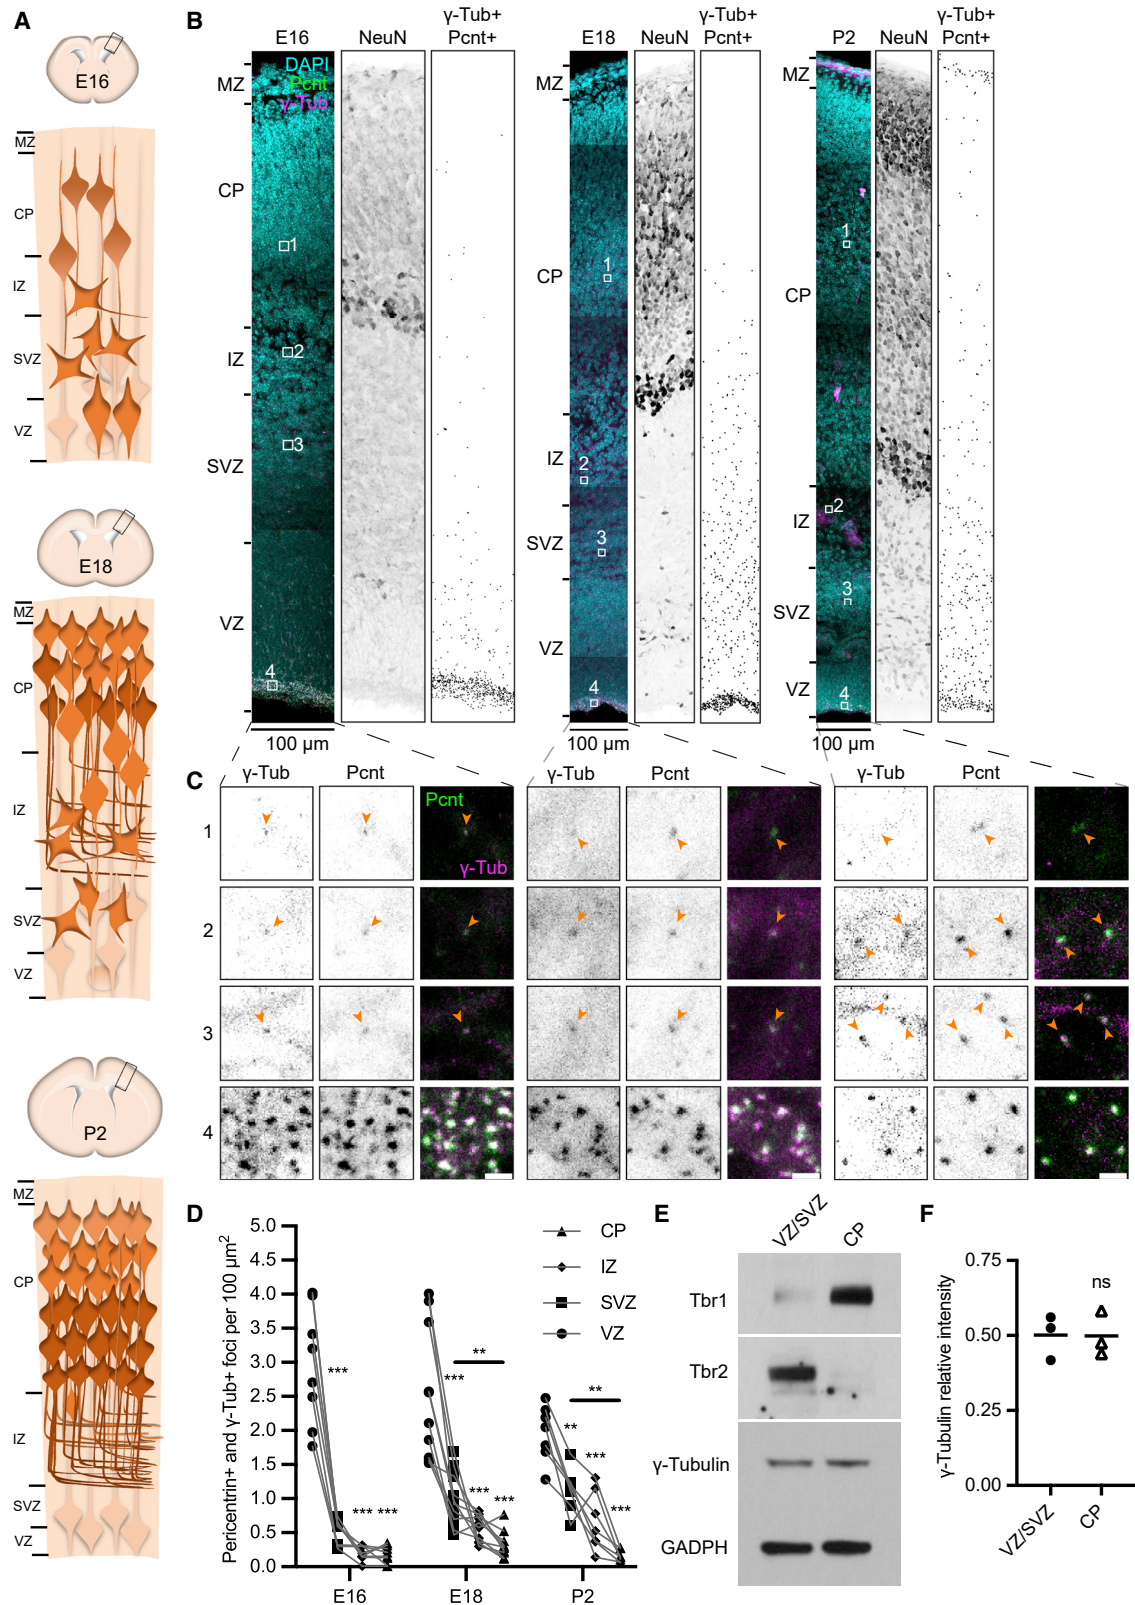 A
E16
MZ
CP
IZ
SVZ
VZ
E18
MZ
CP
IZ
SVZ
VZ
P2
MZ
CP
IZ
SVZ
VZ
B
E16
NeuN
γ-Tub+
Pcnt+
DAPI
Pcnt
γ-Tub
MZ
CP
IZ
SVZ
VZ
1
2
3
4
100 µm
E18
NeuN
γ-Tub+
Pcnt+
MZ
CP
IZ
SVZ
VZ
1
2
3
4
100 µm
P2
NeuN
γ-Tub+
Pcnt+
MZ
CP
IZ
SVZ
VZ
1
2
3
4
100 µm
C
γ-Tub Pcnt
γ-Tub Pcnt
γ-Tub Pcnt
Pcnt
γ-Tub
1
2
3
4
D
Pericentrin+ and γ-Tub+ foci per 100 µm²
5.0
4.0
3.5
3.0
2.5
2.0
1.5
1.0
0.5
0.0
CP
IZ
SVZ
VZ
***
*** ***
**
***
***
***
**
**
***
***
E16 E18 P2
E
VZ/SVZ CP
Tbr1
Tbr2
γ-Tubulin
GADPH
F
γ-Tubulin relative intensity
0.75
0.50
0.25
0.00
ns
VZ/SVZ CP